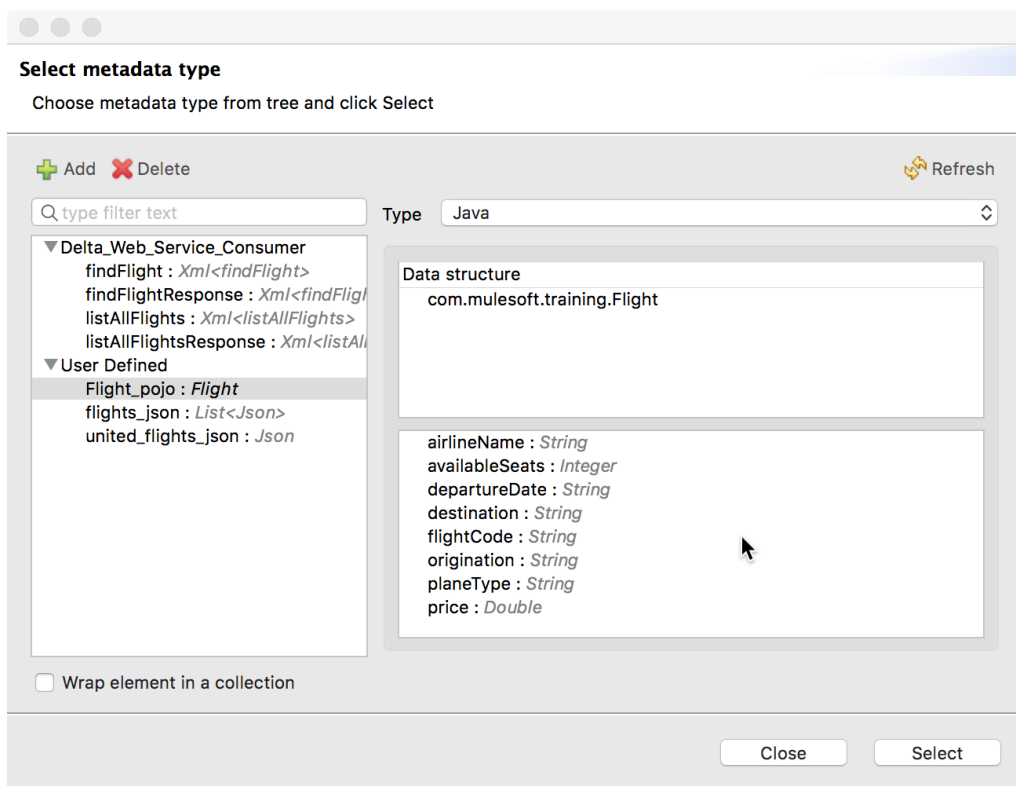 Select metadata type
Choose metadata type from tree and click Select
Add Delete Refresh
type filter text
Type Java
Delta_Web_Service_Consumer
findFlight : Xml<findFlight>
findFlightResponse : Xml<findFligh
listAllFlights : Xml<listAllFlights>
listAllFlightsResponse : Xml<listAll
User Defined
Flight_pojo : Flight
flights_json : List<Json>
united_flights_json : Json
Data structure
com.mulesoft.training.Flight
airlineName : String
availableSeats : Integer
departureDate : String
destination : String
flightCode : String
origination : String
planeType : String
price : Double
Wrap element in a collection
Close Select